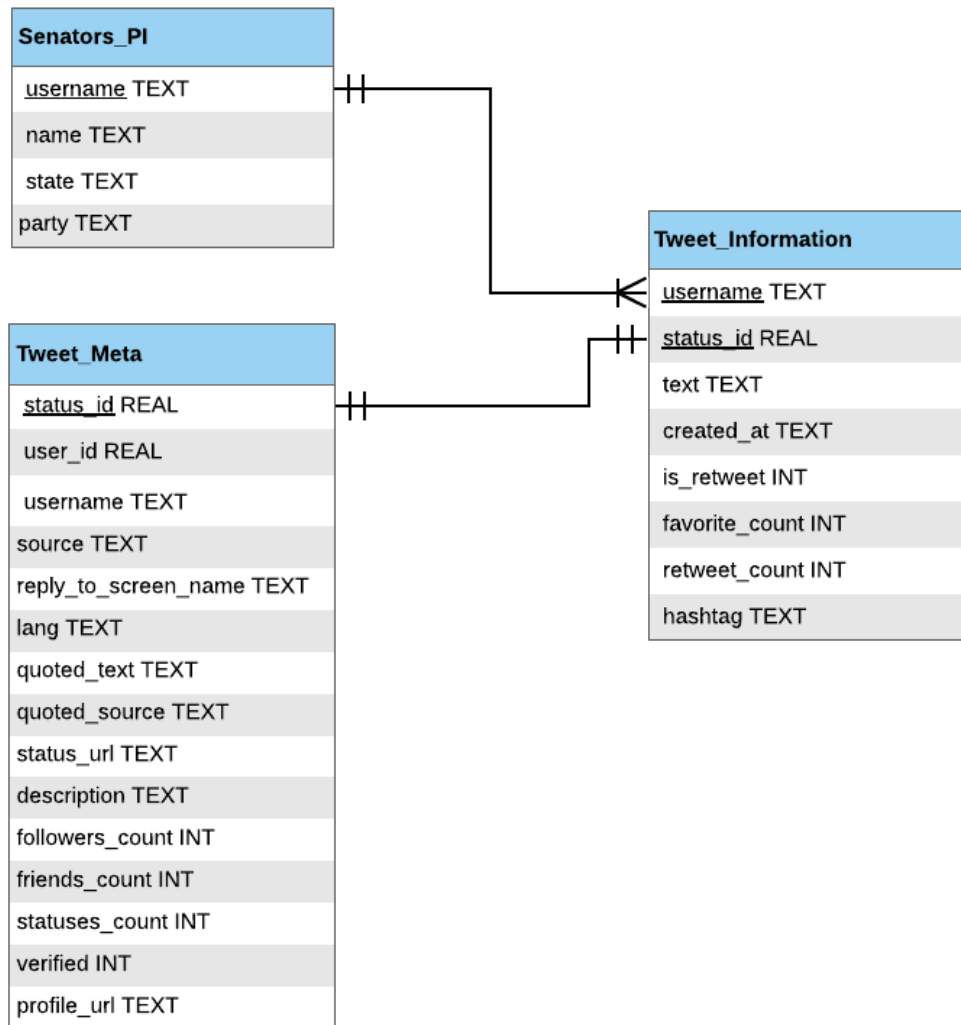 Senators_PI
username TEXT
name TEXT
state TEXT
party TEXT
Tweet_Information
username TEXT
status_id REAL
text TEXT
created_at TEXT
is_retweet INT
favorite_count INT
retweet_count INT
hashtag TEXT
Tweet_Meta
status_id REAL
user_id REAL
username TEXT
source TEXT
reply_to_screen_name TEXT
lang TEXT
quoted_text TEXT
quoted_source TEXT
status_url TEXT
description TEXT
followers_count INT
friends_count INT
statuses_count INT
verified INT
profile_url TEXT